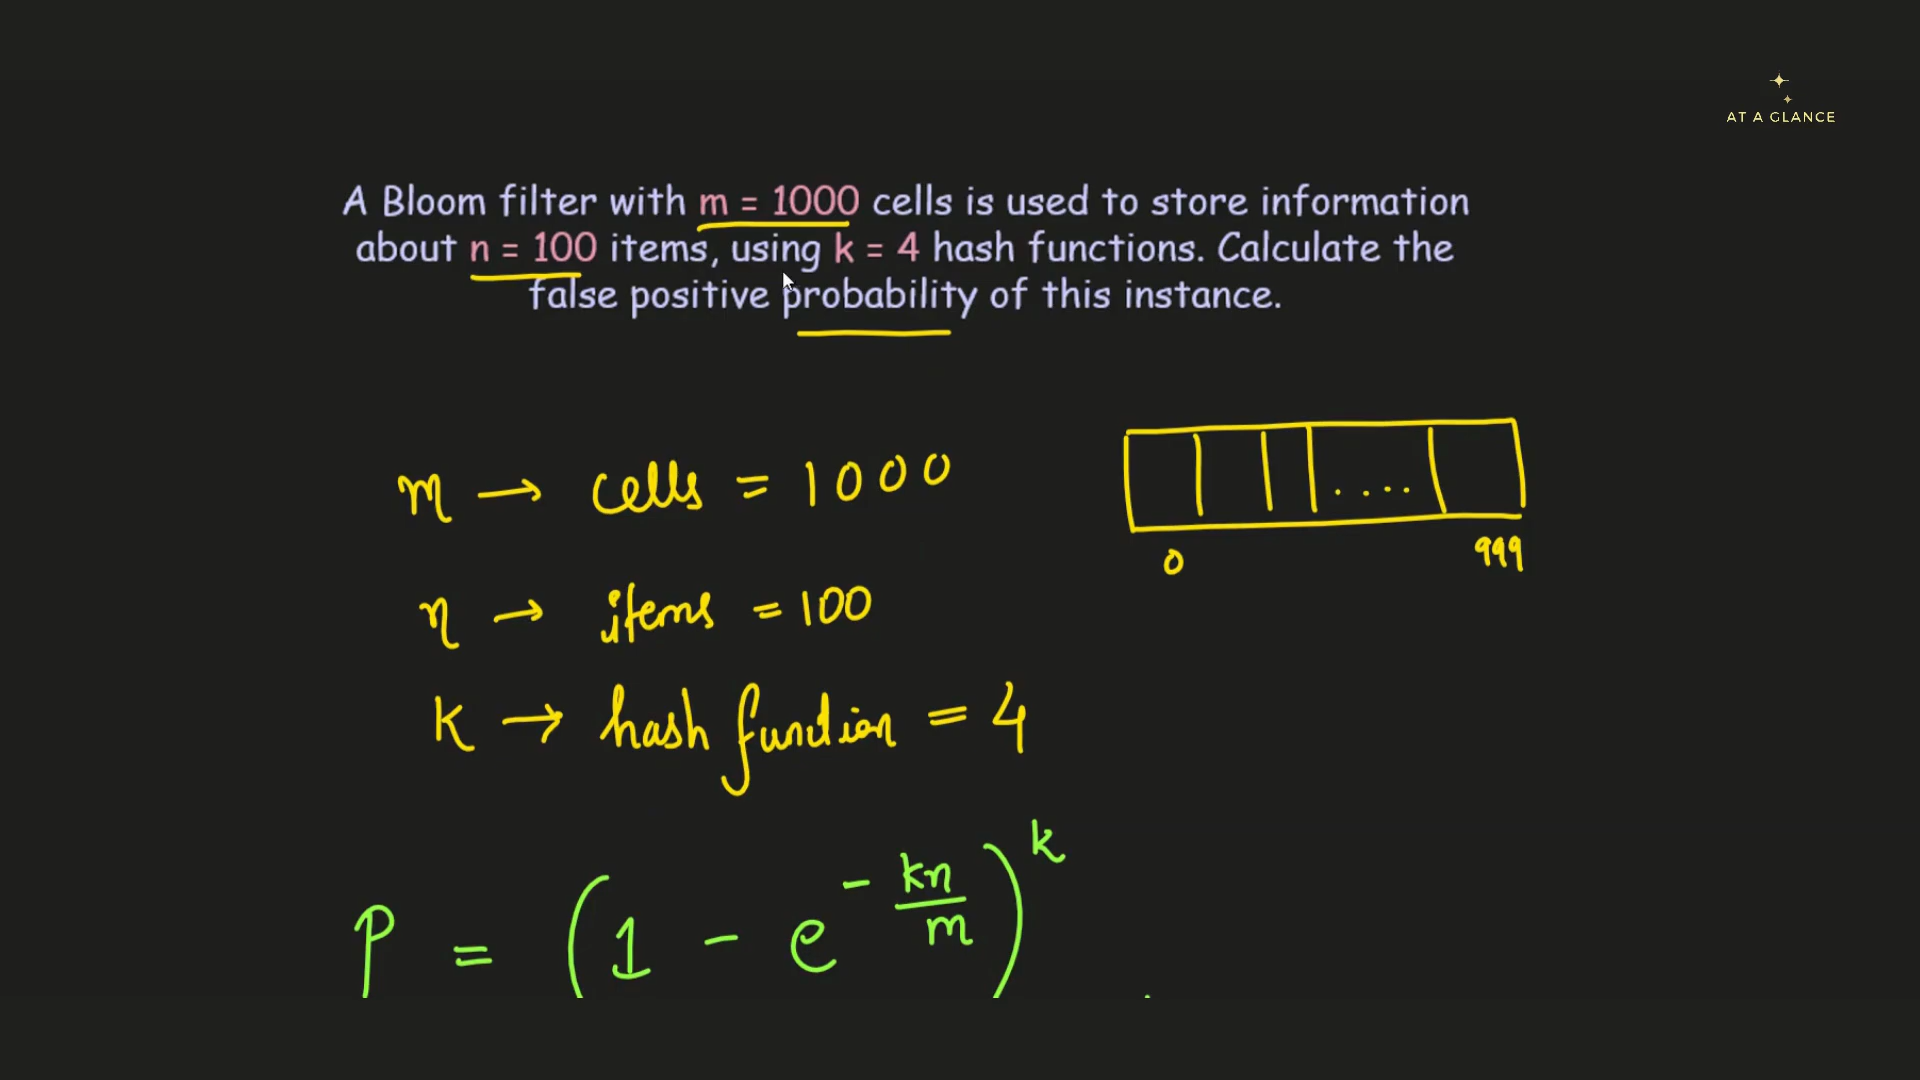 AT A GLANCE
A Bloom filter with m = 1000 cells is used to store information
about n = 100 items, using k = 4 hash functions. Calculate the
false positive probability of this instance.
m → cells = 1000
0 999
n → items = 100
k → hash function = 4
P = (1 - e^{-kn/m})^k